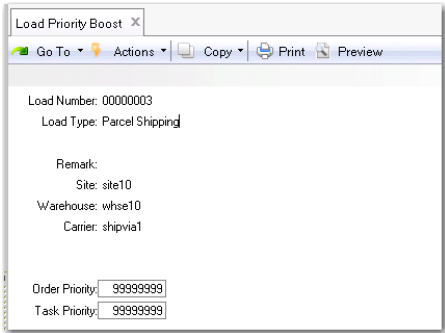 Load Priority Boost
Go To Actions Copy Print Preview
Load Number: 00000003
Load Type: Parcel Shipping
Remark:
Site: site10
Warehouse: whse10
Carrier: shipvia1
Order Priority: 99999999
Task Priority: 99999999